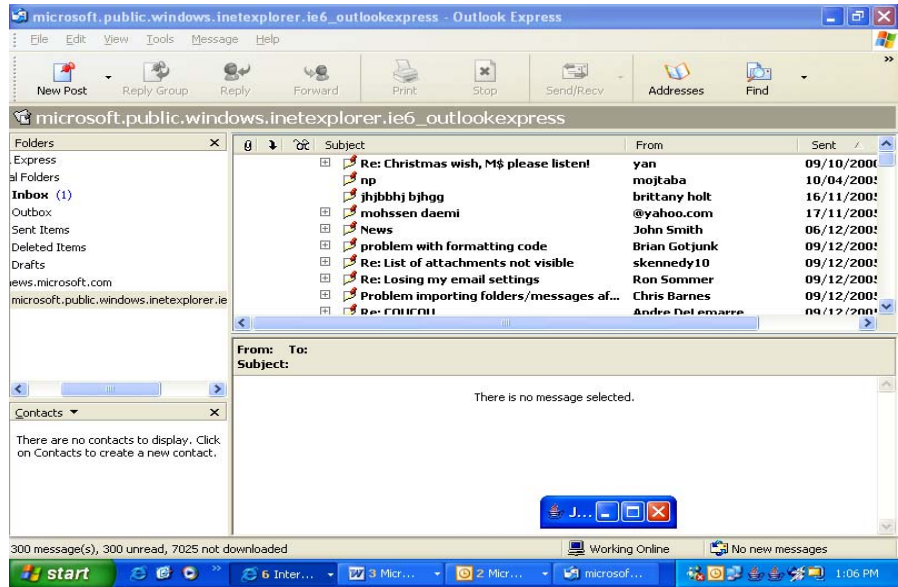 microsoft.public.windows.inetexplorer.ie6_outlookexpress - Outlook Express
File Edit View Tools Message Help
New Post Reply Group Reply Forward Print Stop Send/Recv Addresses Find
microsoft.public.windows.inetexplorer.ie6_outlookexpress
Folders
Express
al Folders
Inbox (1)
Outbox
Sent Items
Deleted Items
Drafts
news.microsoft.com
microsoft.public.windows.inetexplorer.ie
Subject From Sent
Re: Christmas wish, M$ please listen! yan 09/10/200
np mojtaba 10/04/200
jhjbbhj bjhgg brittany holt 16/11/200
mohssen daemi @yahoo.com 17/11/200
News John Smith 06/12/200
problem with formatting code Brian Gotjunk 09/12/200
Re: List of attachments not visible skennedy10 09/12/200
Re: Losing my email settings Ron Sommer 09/12/200
Problem importing folders/messages af... Chris Barnes 09/12/200
Re: COUCOU Andre DeLemarre 09/12/200
From: To:
Subject:
There is no message selected.
Contacts
There are no contacts to display. Click
on Contacts to create a new contact.
J...
300 message(s), 300 unread, 7025 not downloaded Working Online No new messages
start 6 Inter... 3 Micr... 2 Micr... microsof... 1:06 PM